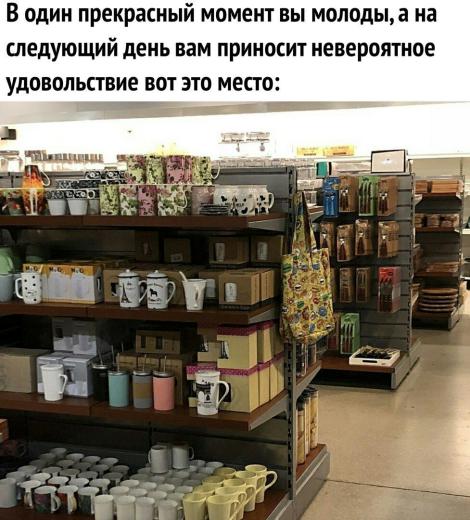 В один прекрасный момент вы молоды, а на
следующий день вам приносит невероятное
удовольствие вот это место: